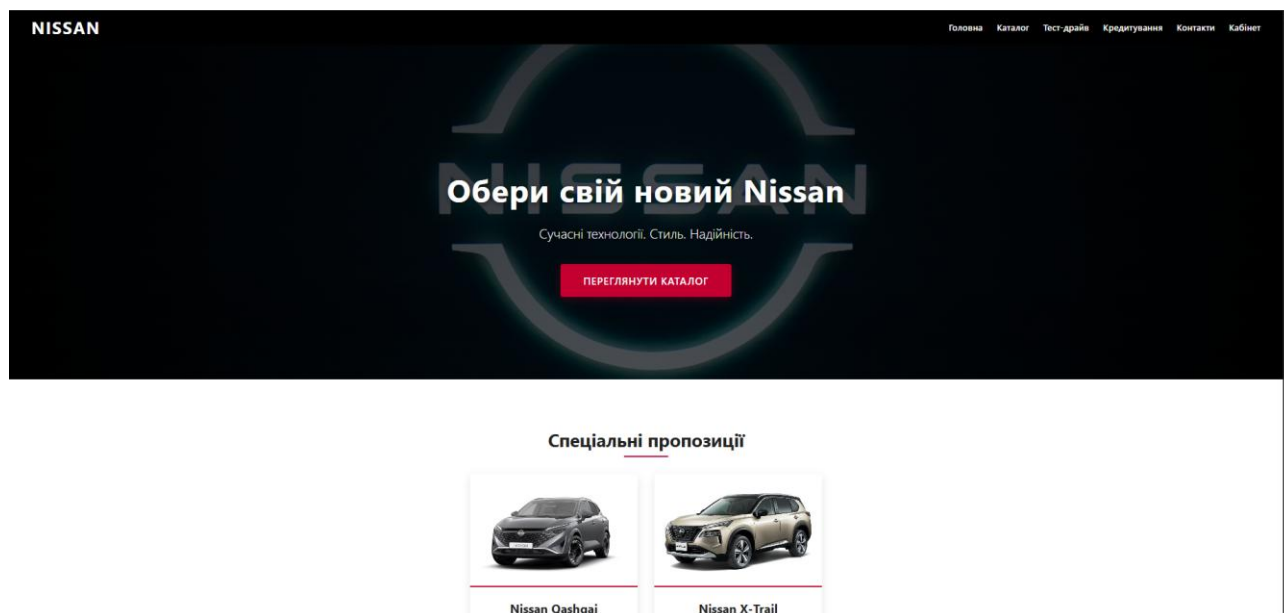 NISSAN
Головна Каталог Тест-драйв Кредитування Контакти Кабінет
NISSAN
Обери свій новий Nissan
Сучасні технології. Стиль. Надійність.
ПЕРЕГЛЯНУТИ КАТАЛОГ
Спеціальні пропозиції
Nissan Qashqai Nissan X-Trail